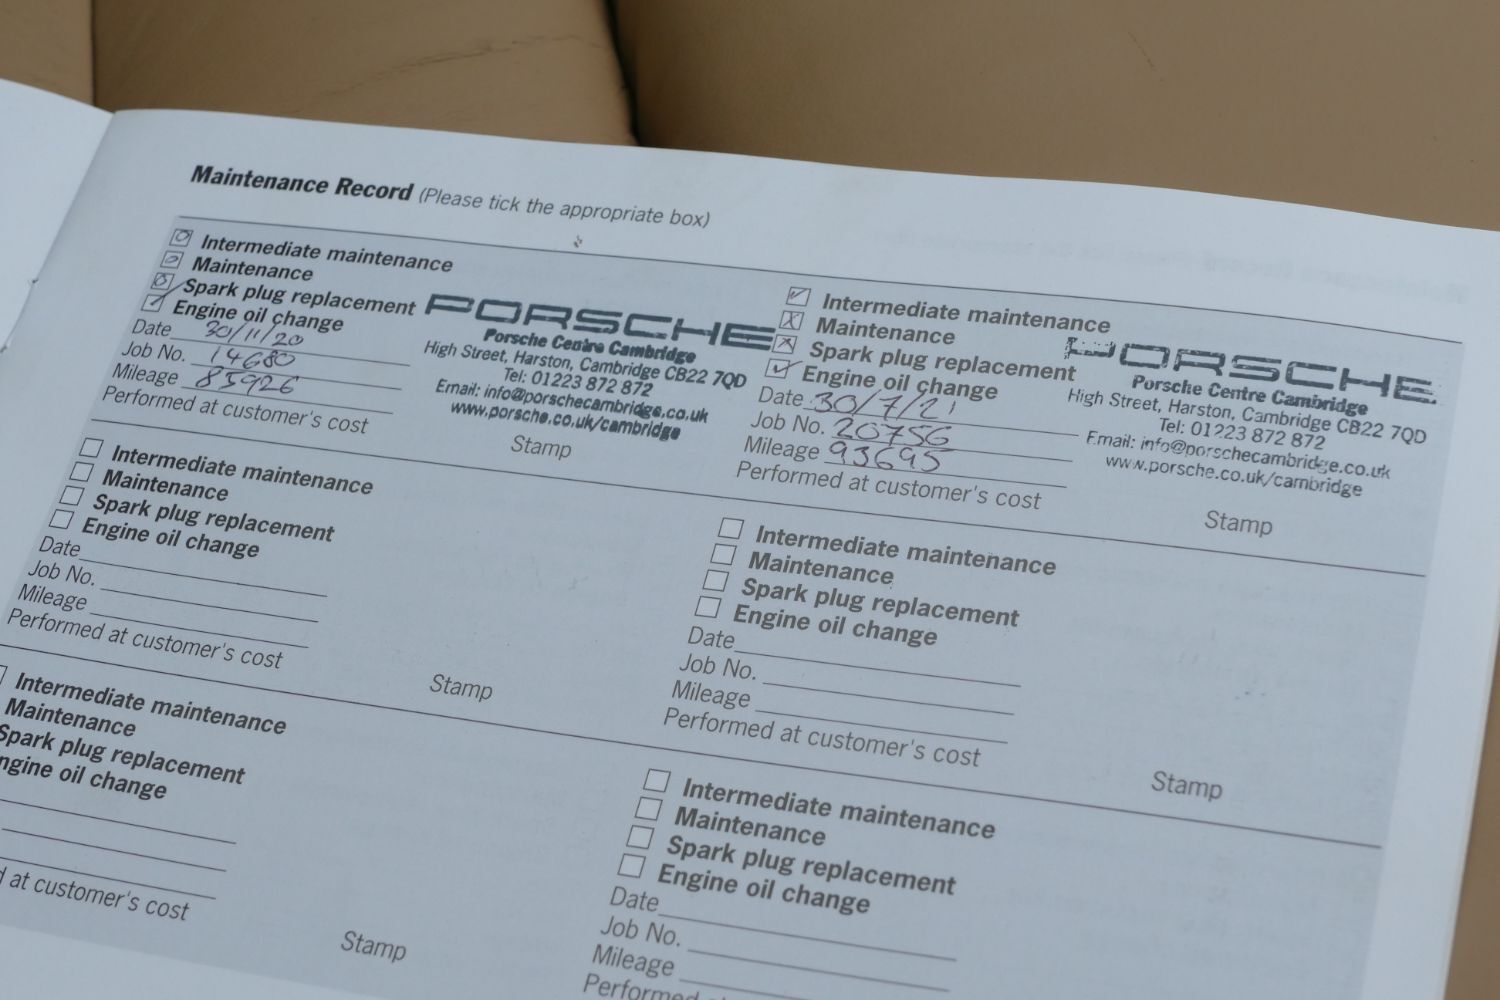 Maintenance Record (Please tick the appropriate box)
Intermediate maintenance
Maintenance
Spark plug replacement
Engine oil change
Date 30/11/20
Job No. 14680
Mileage 85926
Performed at customer's cost
PORSCHE
Porsche Centre Cambridge
High Street, Harston, Cambridge CB22 7QD
Tel: 01223 872 872
Email: info@porschecambridge.co.uk
www.porsche.co.uk/cambridge
Stamp
Intermediate maintenance
Maintenance
Spark plug replacement
Engine oil change
Date 30/7/21
Job No. 20756
Mileage 93695
Performed at customer's cost
PORSCHE
Porsche Centre Cambridge
High Street, Harston, Cambridge CB22 7QD
Tel: 01223 872 872
Email: info@porschecambridge.co.uk
www.porsche.co.uk/cambridge
Stamp
Intermediate maintenance
Maintenance
Spark plug replacement
Engine oil change
Date
Job No.
Mileage
Performed at customer's cost
Stamp
Intermediate maintenance
Maintenance
Spark plug replacement
Engine oil change
Date
Job No.
Mileage
Performed at customer's cost
Stamp
Intermediate maintenance
Maintenance
Spark plug replacement
ngine oil change
at customer's cost
Stamp
Intermediate maintenance
Maintenance
Spark plug replacement
Engine oil change
Date
Job No.
Mileage